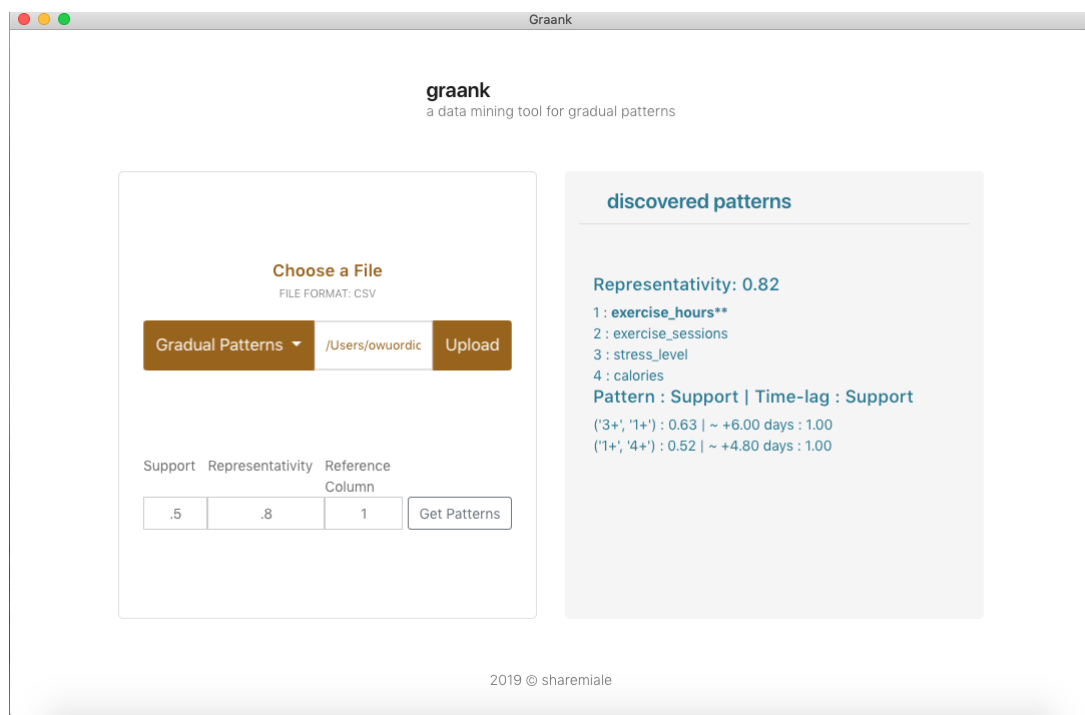 Graank
graank
a data mining tool for gradual patterns
Choose a File
FILE FORMAT: CSV
Gradual Patterns
/Users/owuordic
Upload
Support Representativity Reference
Column
.5 .8 1 Get Patterns
discovered patterns
Representativity: 0.82
1 : exercise_hours**
2 : exercise_sessions
3 : stress_level
4 : calories
Pattern : Support | Time-lag : Support
('3+', '1+') : 0.63 | ~ +6.00 days : 1.00
('1+', '4+') : 0.52 | ~ +4.80 days : 1.00
2019 © sharemiale